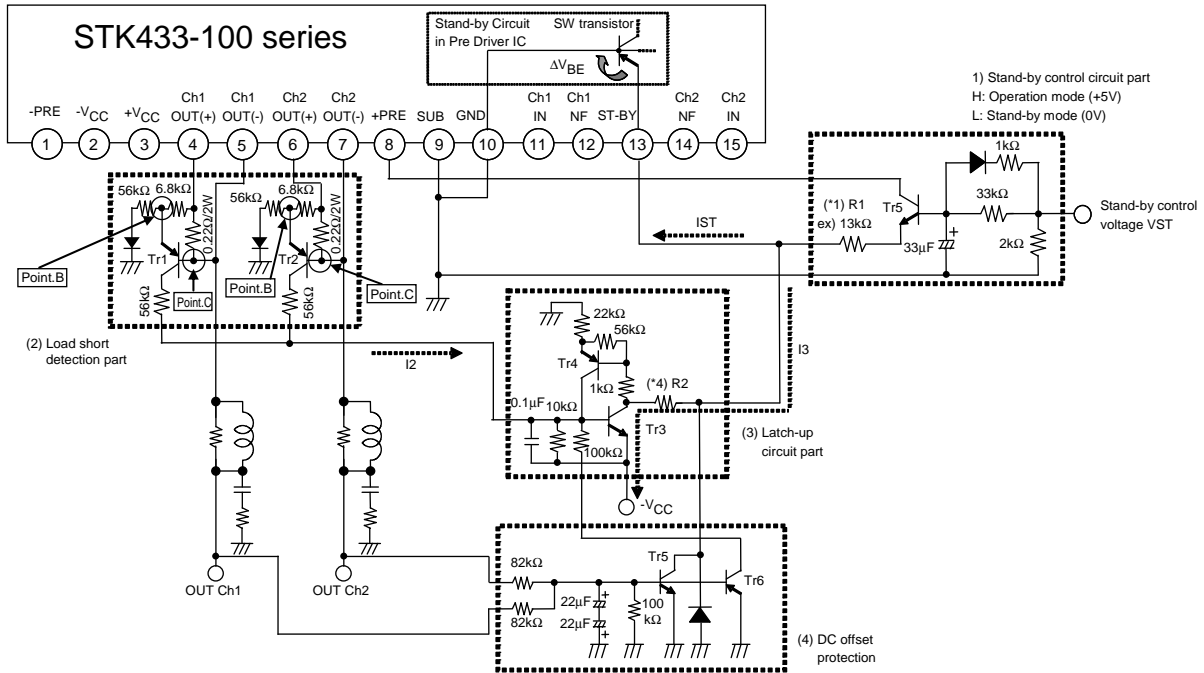 STK433-100 series
Stand-by Circuit
in Pre Driver IC
SW transistor
ΔVBE
-PRE
-VCC
+VCC
Ch1
OUT(+)
Ch1
OUT(-)
Ch2
OUT(+)
Ch2
OUT(-)
+PRE
SUB
GND
Ch1
IN
Ch1
NF
ST-BY
Ch2
NF
Ch2
IN
1
2
3
4
5
6
7
8
9
10
11
12
13
14
15
1) Stand-by control circuit part
H: Operation mode (+5V)
L: Stand-by mode (0V)
1kΩ
33kΩ
2kΩ
Tr5
(*1) R1
ex) 13kΩ
33μF
+
Stand-by control
voltage VST
IST
56kΩ
6.8kΩ
0.22Ω/2W
Tr1
56kΩ
Point.B
Point.C
56kΩ
6.8kΩ
0.22Ω/2W
Tr2
56kΩ
Point.B
Point.C
(2) Load short
detection part
I2
22kΩ
56kΩ
Tr4
1kΩ
(*4) R2
0.1μF
10kΩ
Tr3
100kΩ
I3
(3) Latch-up
circuit part
-VCC
OUT Ch1
OUT Ch2
82kΩ
82kΩ
22μF
+
22μF
+
100
kΩ
Tr5
Tr6
(4) DC offset
protection